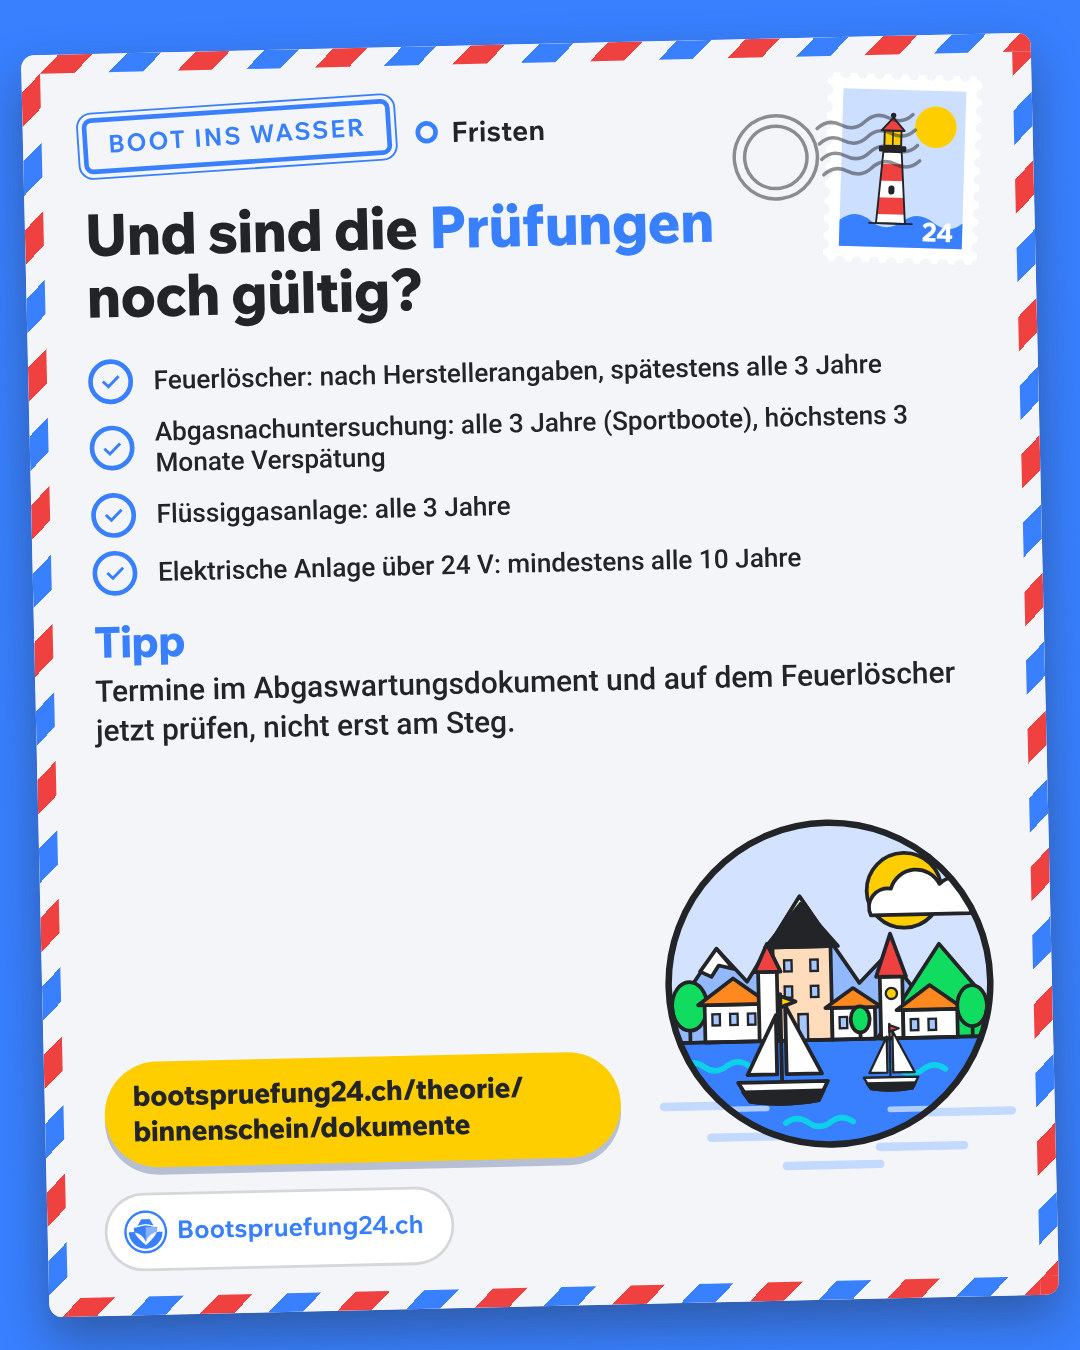 BOOT INS WASSER
Fristen
24
Und sind die Prüfungen
noch gültig?
Feuerlöscher: nach Herstellerangaben, spätestens alle 3 Jahre
Abgasnachuntersuchung: alle 3 Jahre (Sportboote), höchstens 3
Monate Verspätung
Flüssiggasanlage: alle 3 Jahre
Elektrische Anlage über 24 V: mindestens alle 10 Jahre
Tipp
Termine im Abgaswartungsdokument und auf dem Feuerlöscher
jetzt prüfen, nicht erst am Steg.
bootspruefung24.ch/theorie/
binnenschein/dokumente
Bootspruefung24.ch